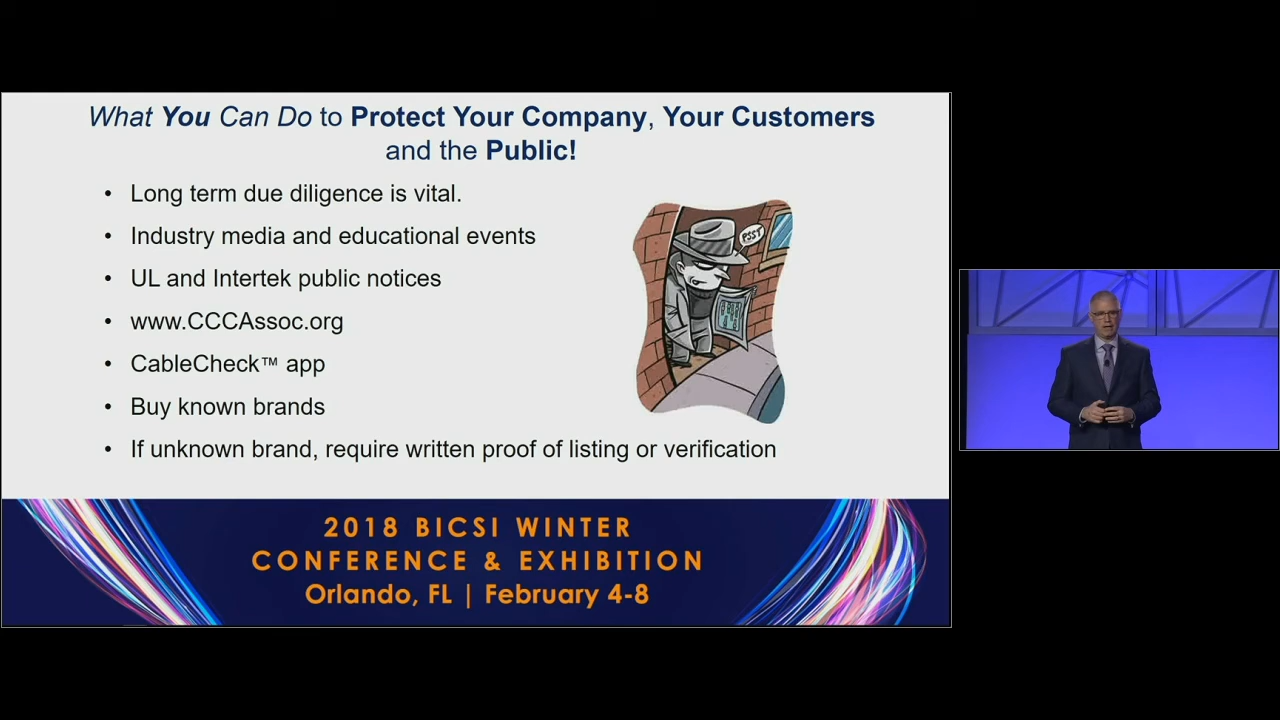 What You Can Do to Protect Your Company, Your Customers
and the Public!
• Long term due diligence is vital.
• Industry media and educational events
• UL and Intertek public notices
• www.CCCAssoc.org
• CableCheck™ app
• Buy known brands
• If unknown brand, require written proof of listing or verification
PSST
2018 BICSI WINTER
CONFERENCE & EXHIBITION
Orlando, FL | February 4-8